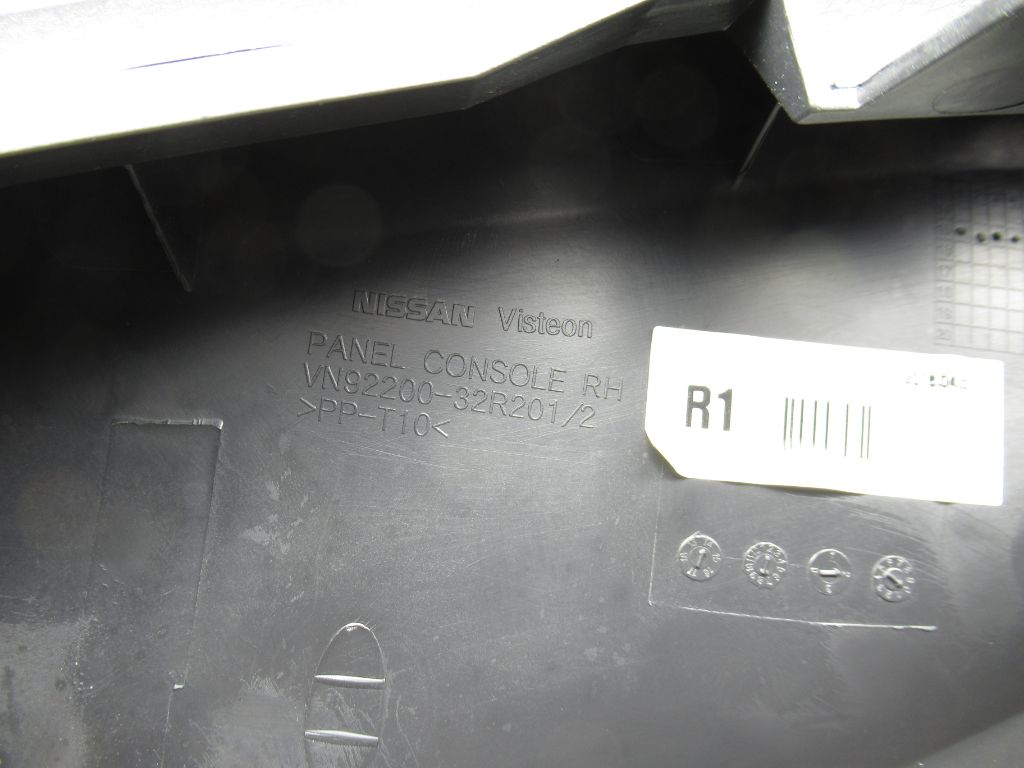 NISSAN Visteon
PANEL CONSOLE RH
VN92200-32R201/2
>PP-T10<
R1